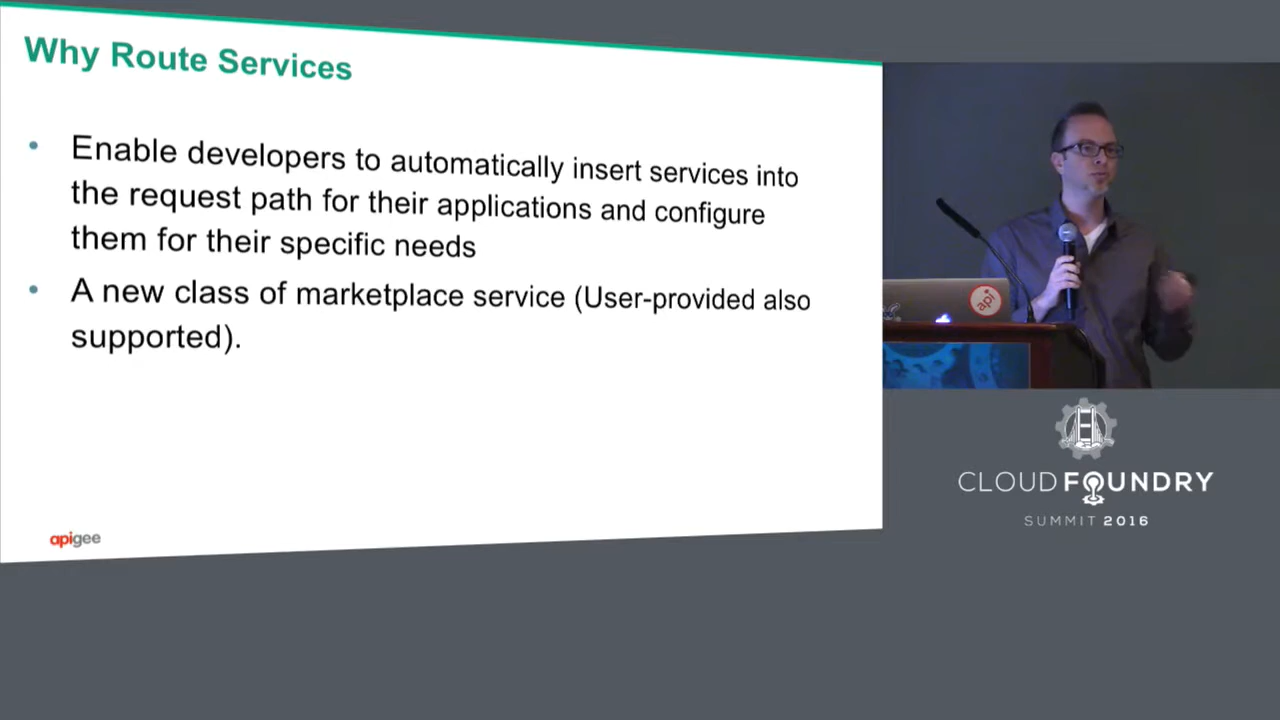 Why Route Services
• Enable developers to automatically insert services into
the request path for their applications and configure
them for their specific needs
• A new class of marketplace service (User-provided also
supported).
apigee
api
CLOUD FOUNDRY
SUMMIT 2016